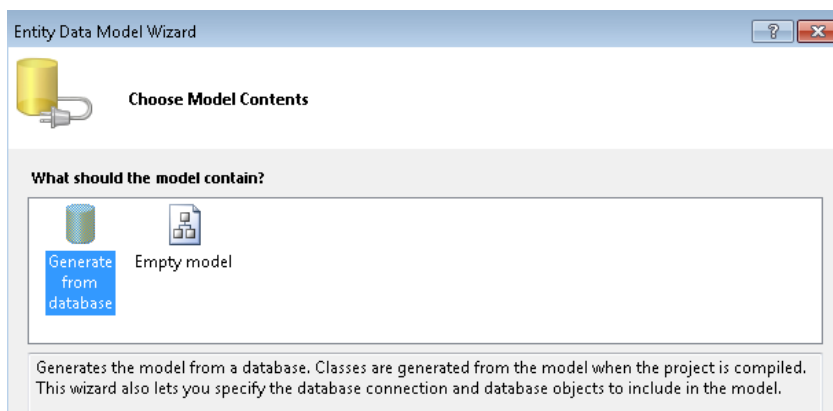 Entity Data Model Wizard
Choose Model Contents
What should the model contain?
Generate
from
database
Empty model
Generates the model from a database. Classes are generated from the model when the project is compiled.
This wizard also lets you specify the database connection and database objects to include in the model.